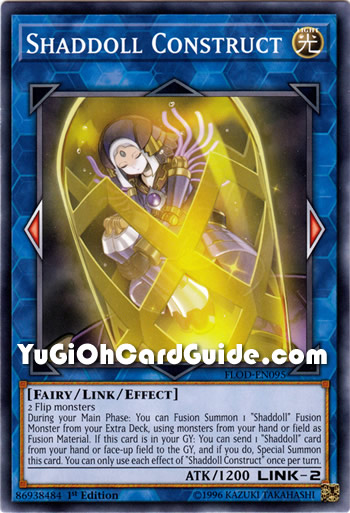 SHADDOLL CONSTRUCT
LIGHT
光
YuGiOhCardGuide.com
FLOD-EN095
[FAIRY/LINK/EFFECT]
2 Flip monsters
During your Main Phase: You can Fusion Summon 1 "Shaddoll" Fusion
Monster from your Extra Deck, using monsters from your hand or field as
Fusion Material. If this card is in your GY: You can send 1 "Shaddoll" card
from your hand or face-up field to the GY, and if you do, Special Summon
this card. You can only use each effect of "Shaddoll Construct" once per turn.
ATK/1200 LINK-2
86938484 1st Edition ©1996 KAZUKI TAKAHASHI